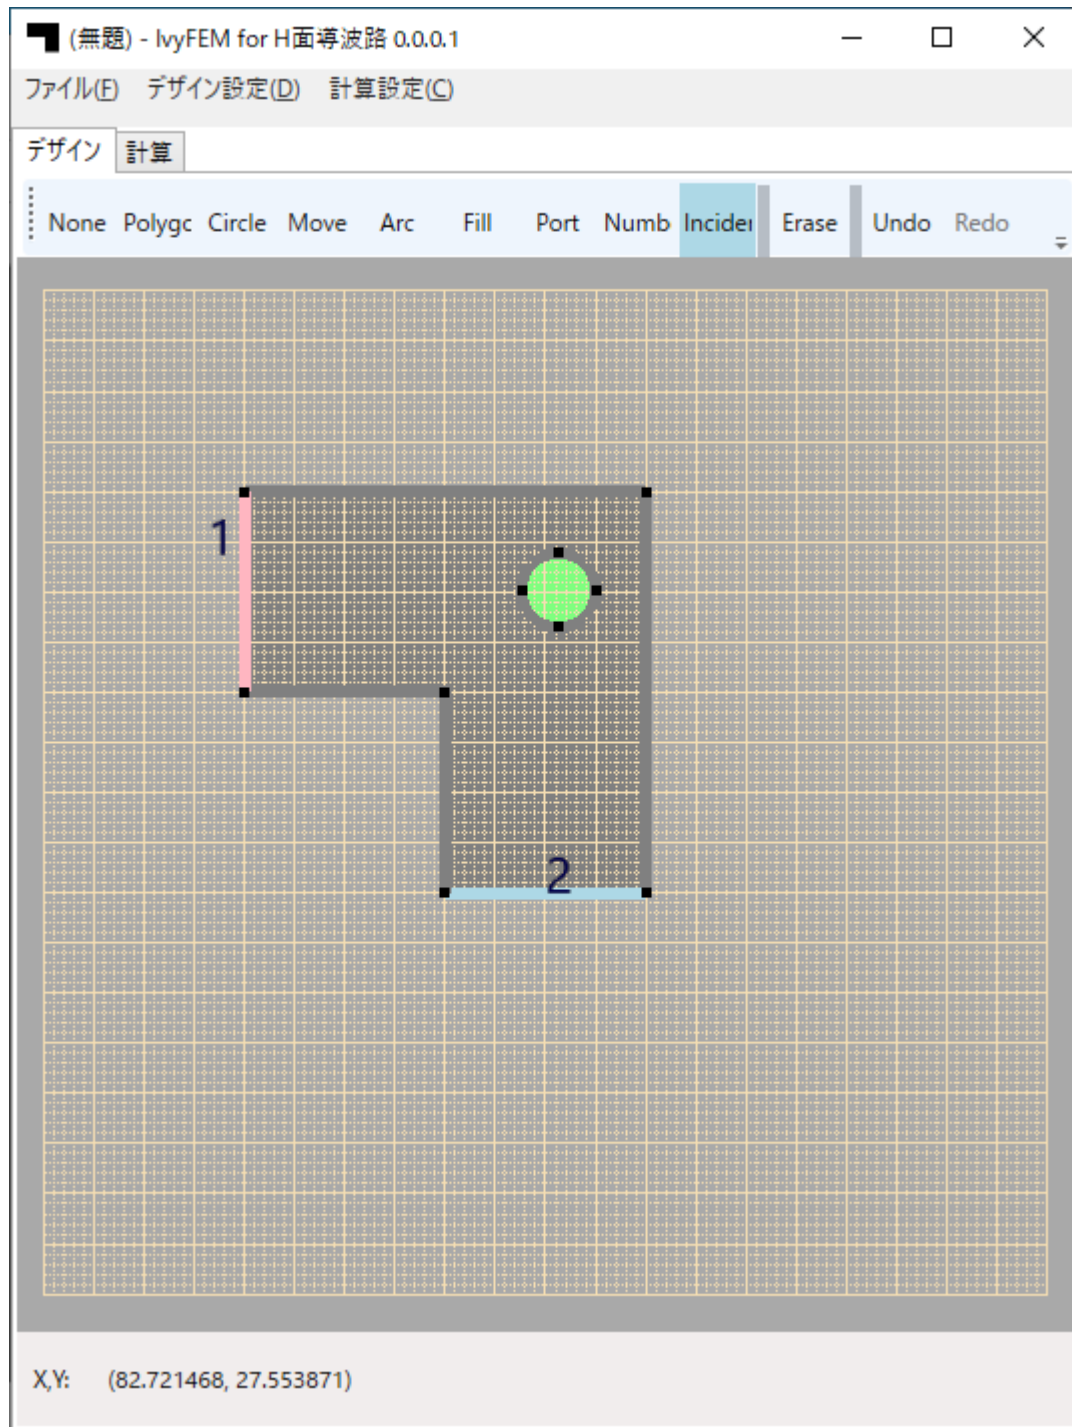 (無題) - IvyFEM for H面導波路 0.0.0.1
ファイル(F) デザイン設定(D) 計算設定(C)
デザイン 計算
None Polygc Circle Move Arc Fill Port Numb Incider Erase Undo Redo
1
2
X,Y: (82.721468, 27.553871)